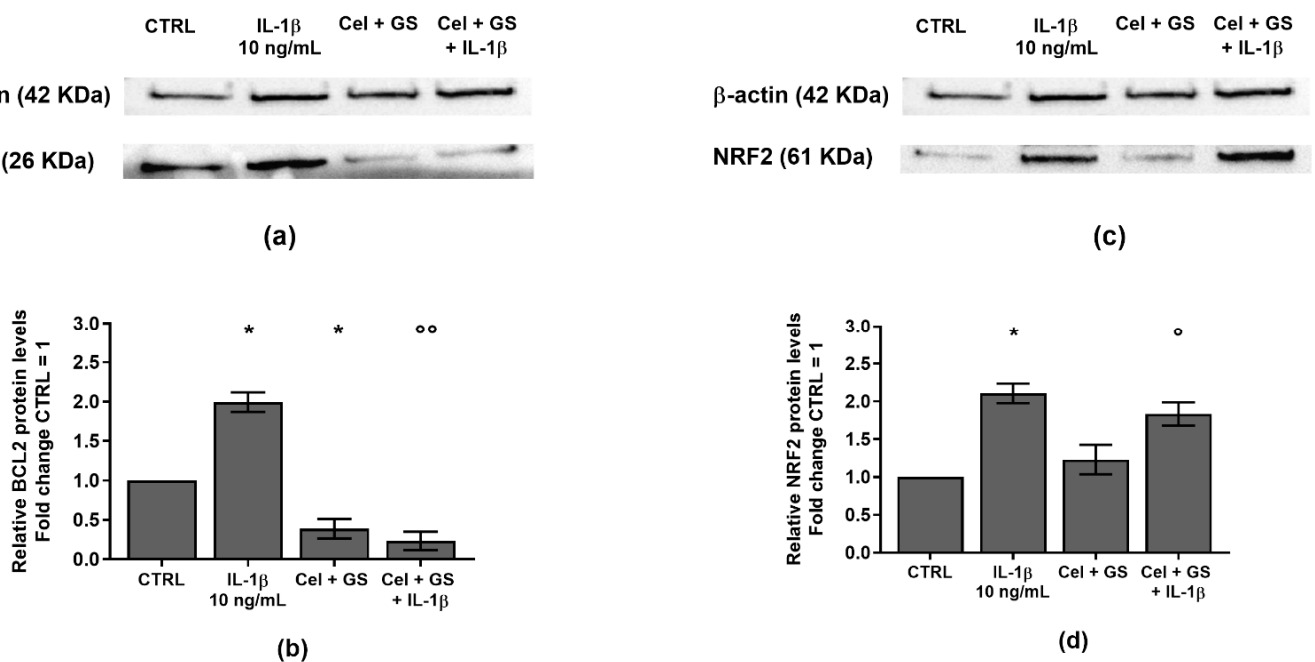 CTRL
IL-1β
10 ng/mL
Cel + GS
Cel + GS
+ IL-1β
(42 KDa)
(26 KDa)
(a)
CTRL
IL-1β
10 ng/mL
Cel + GS
Cel + GS
+ IL-1β
β-actin (42 KDa)
NRF2 (61 KDa)
(c)
Relative BCL2 protein levels
Fold change CTRL = 1
3.0
2.5
2.0
1.5
1.0
0.5
0.0
* * °°
CTRL
IL-1β
10 ng/mL
Cel + GS
Cel + GS
+ IL-1β
(b)
Relative NRF2 protein levels
Fold change CTRL = 1
3.0
2.5
2.0
1.5
1.0
0.5
0.0
* °
CTRL
IL-1β
10 ng/mL
Cel + GS
Cel + GS
+ IL-1β
(d)